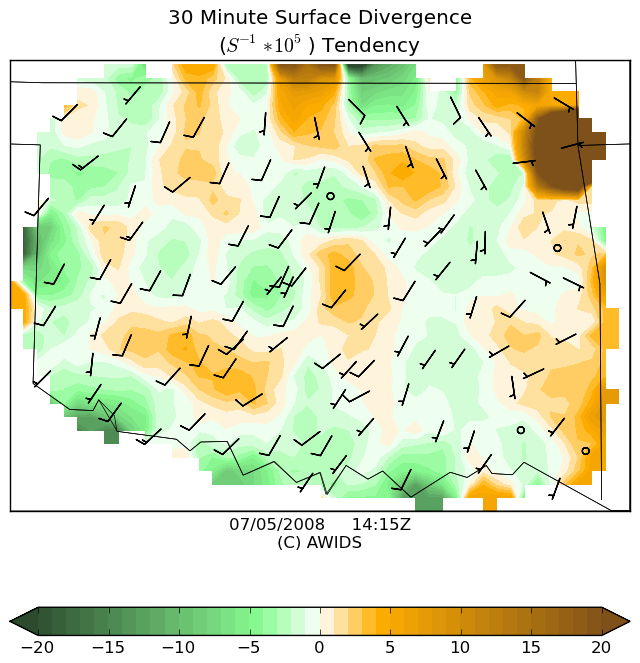 30 Minute Surface Divergence
(S⁻¹ *10⁵ ) Tendency
07/05/2008 14:15Z
(C) AWIDS
−20 −15 −10 −5 0 5 10 15 20